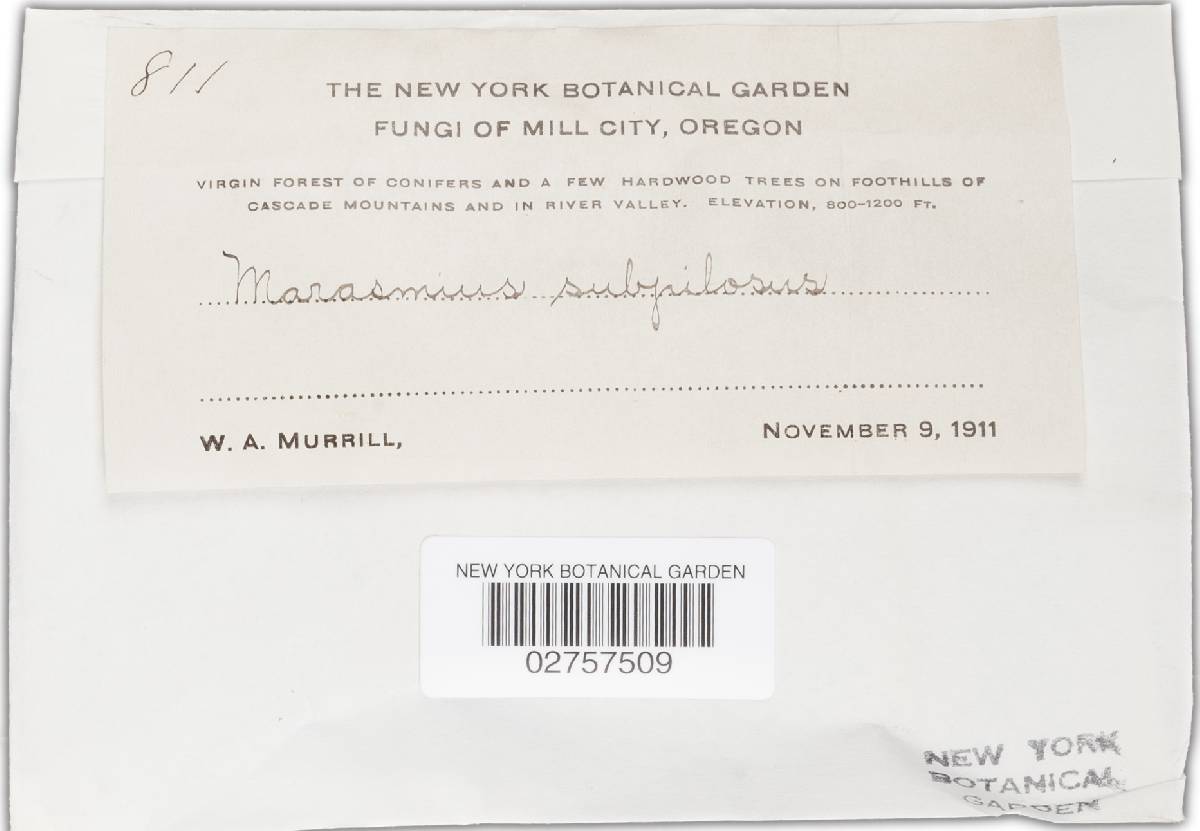 811
THE NEW YORK BOTANICAL GARDEN
FUNGI OF MILL CITY, OREGON
VIRGIN FOREST OF CONIFERS AND A FEW HARDWOOD TREES ON FOOTHILLS OF
CASCADE MOUNTAINS AND IN RIVER VALLEY. ELEVATION, 800-1200 FT.
Marasmius subpilosus
W. A. MURRILL,
NOVEMBER 9, 1911
NEW YORK BOTANICAL GARDEN
02757509
NEW YORK
BOTANICAL
GARDEN